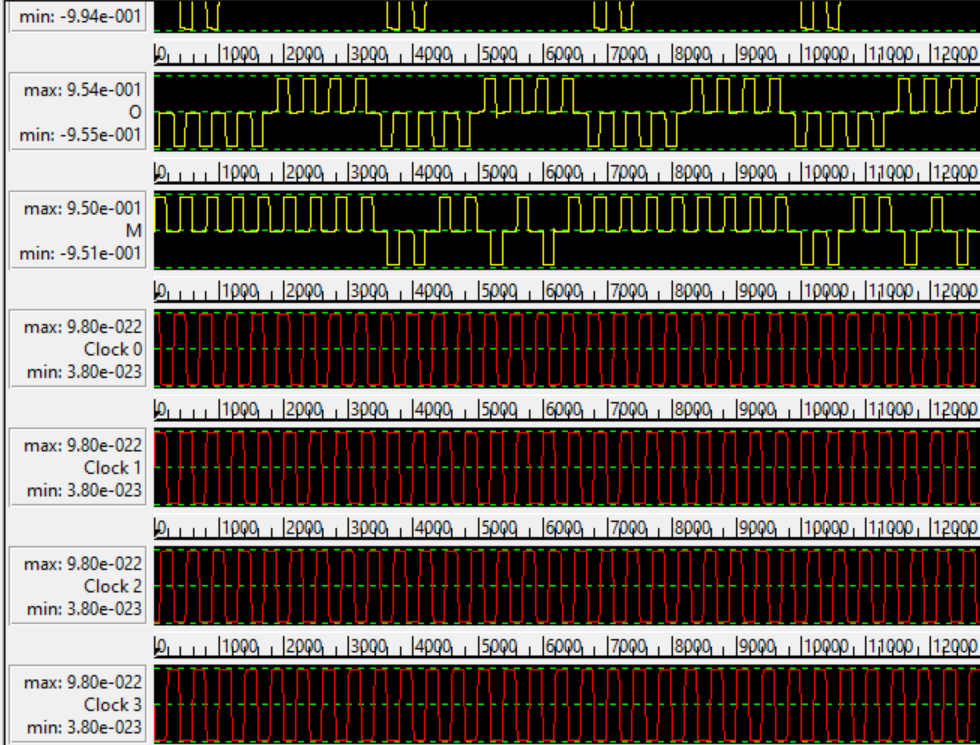 min: -9.94e-001
0 1000 2000 3000 4000 5000 6000 7000 8000 9000 10000 11000 12000
max: 9.54e-001
O
min: -9.55e-001
0 1000 2000 3000 4000 5000 6000 7000 8000 9000 10000 11000 12000
max: 9.50e-001
M
min: -9.51e-001
0 1000 2000 3000 4000 5000 6000 7000 8000 9000 10000 11000 12000
max: 9.80e-022
Clock 0
min: 3.80e-023
0 1000 2000 3000 4000 5000 6000 7000 8000 9000 10000 11000 12000
max: 9.80e-022
Clock 1
min: 3.80e-023
0 1000 2000 3000 4000 5000 6000 7000 8000 9000 10000 11000 12000
max: 9.80e-022
Clock 2
min: 3.80e-023
0 1000 2000 3000 4000 5000 6000 7000 8000 9000 10000 11000 12000
max: 9.80e-022
Clock 3
min: 3.80e-023